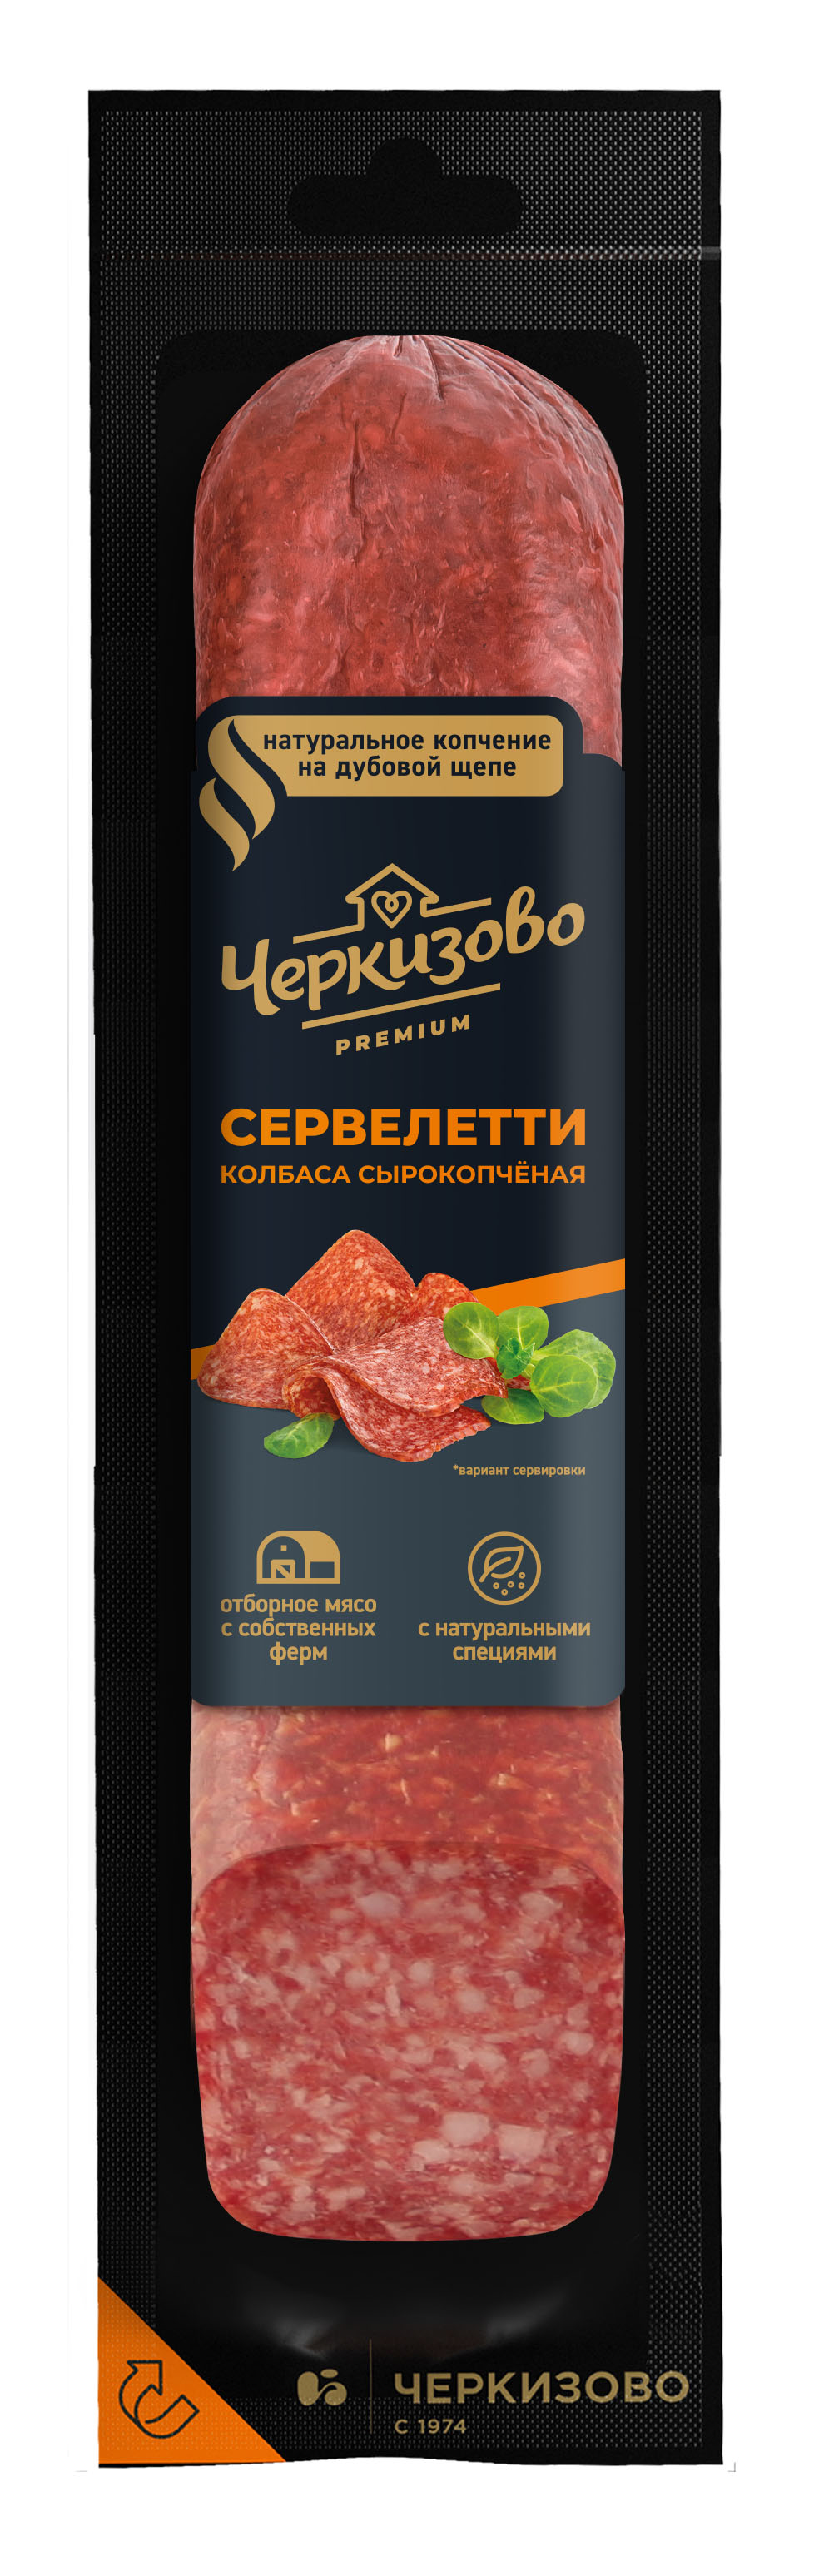 натуральное копчение
на дубовой щепе
Черкизово
PREMIUM
СЕРВЕЛЕТТИ
КОЛБАСА СЫРОКОПЧЁНАЯ
*вариант сервировки
отборное мясо
с собственных
ферм
с натуральными
специями
ЧЕРКИЗОВО
С 1974